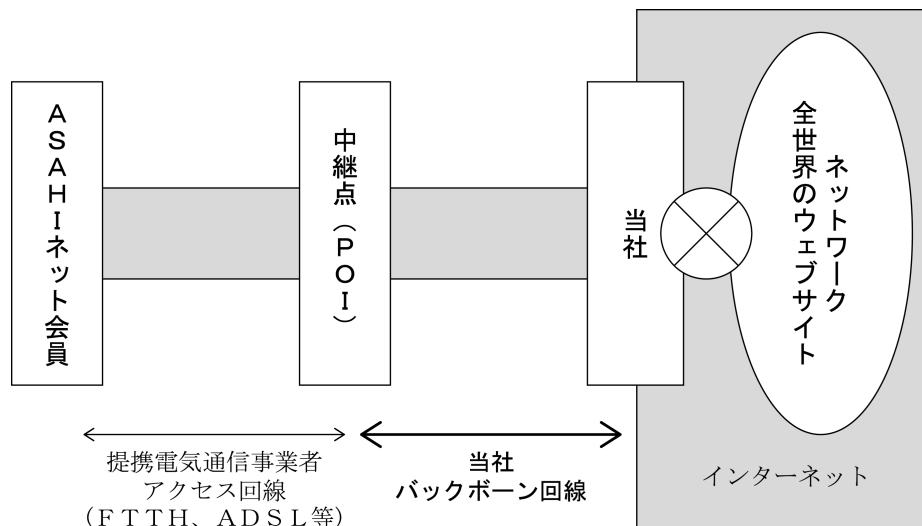 ASAHIネット会員
中継点(POI)
当社
全世界のウェブサイト
ネットワーク
提携電気通信事業者
アクセス回線
(FTTH、ADSL等)
当社
バックボーン回線
インターネット